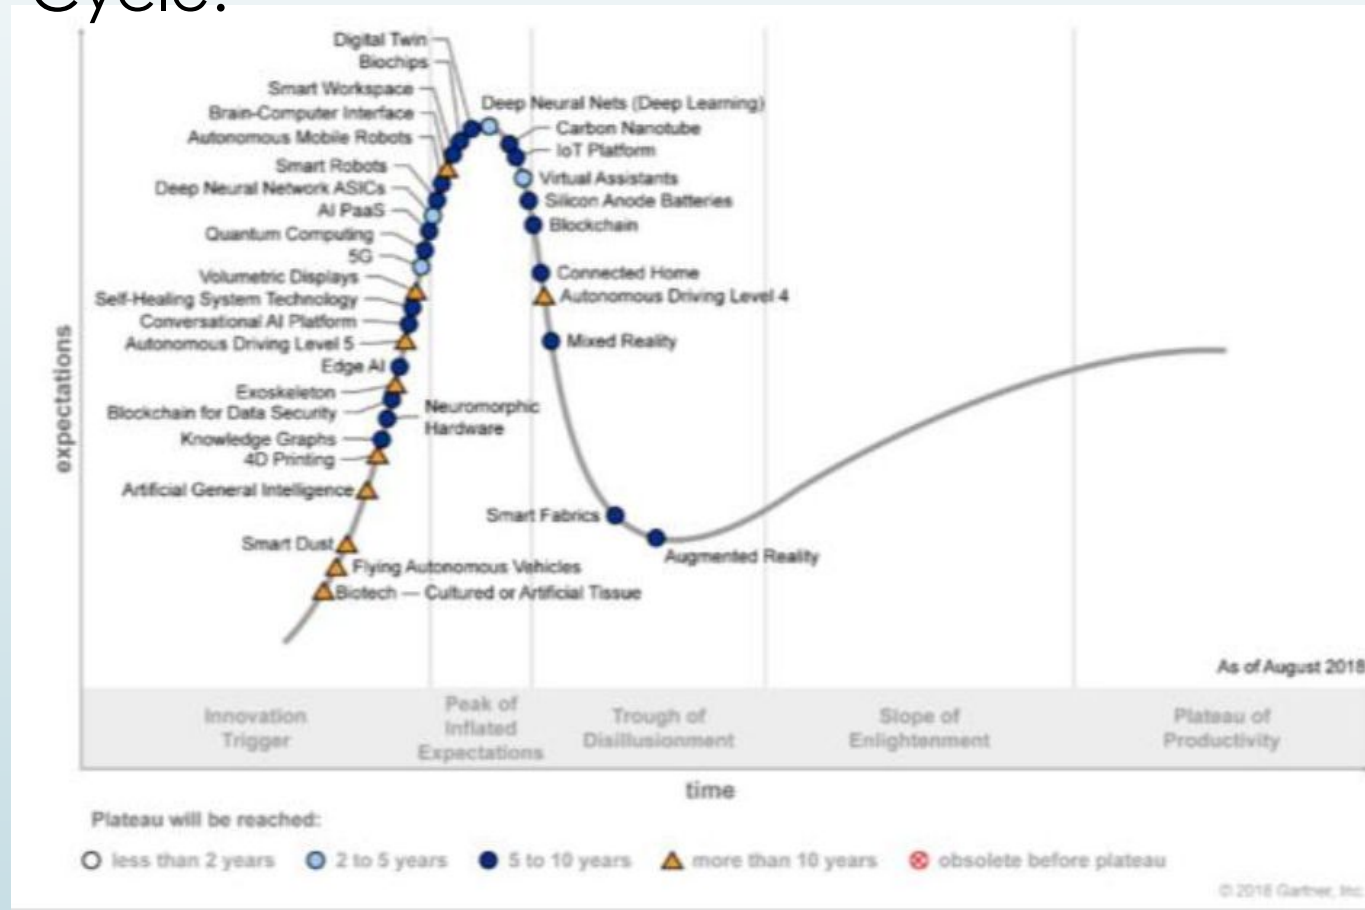 Cycle:
Digital Twin
Biochips
Smart Workspace
Brain-Computer Interface
Autonomous Mobile Robots
Smart Robots
Deep Neural Network ASICs
AI PaaS
Quantum Computing
5G
Volumetric Displays
Self-Healing System Technology
Conversational AI Platform
Autonomous Driving Level 5
Edge AI
Exoskeleton
Blockchain for Data Security
Neuromorphic
Hardware
Knowledge Graphs
4D Printing
Artificial General Intelligence
Smart Dust
Flying Autonomous Vehicles
Biotech — Cultured or Artificial Tissue
Deep Neural Nets (Deep Learning)
Carbon Nanotube
IoT Platform
Virtual Assistants
Silicon Anode Batteries
Blockchain
Connected Home
Autonomous Driving Level 4
Mixed Reality
Smart Fabrics
Augmented Reality
expectations
As of August 2018
Innovation
Trigger
Peak of
Inflated
Expectations
Trough of
Disillusionment
Slope of
Enlightenment
Plateau of
Productivity
time
Plateau will be reached:
less than 2 years
2 to 5 years
5 to 10 years
more than 10 years
obsolete before plateau
© 2018 Gartner, Inc.